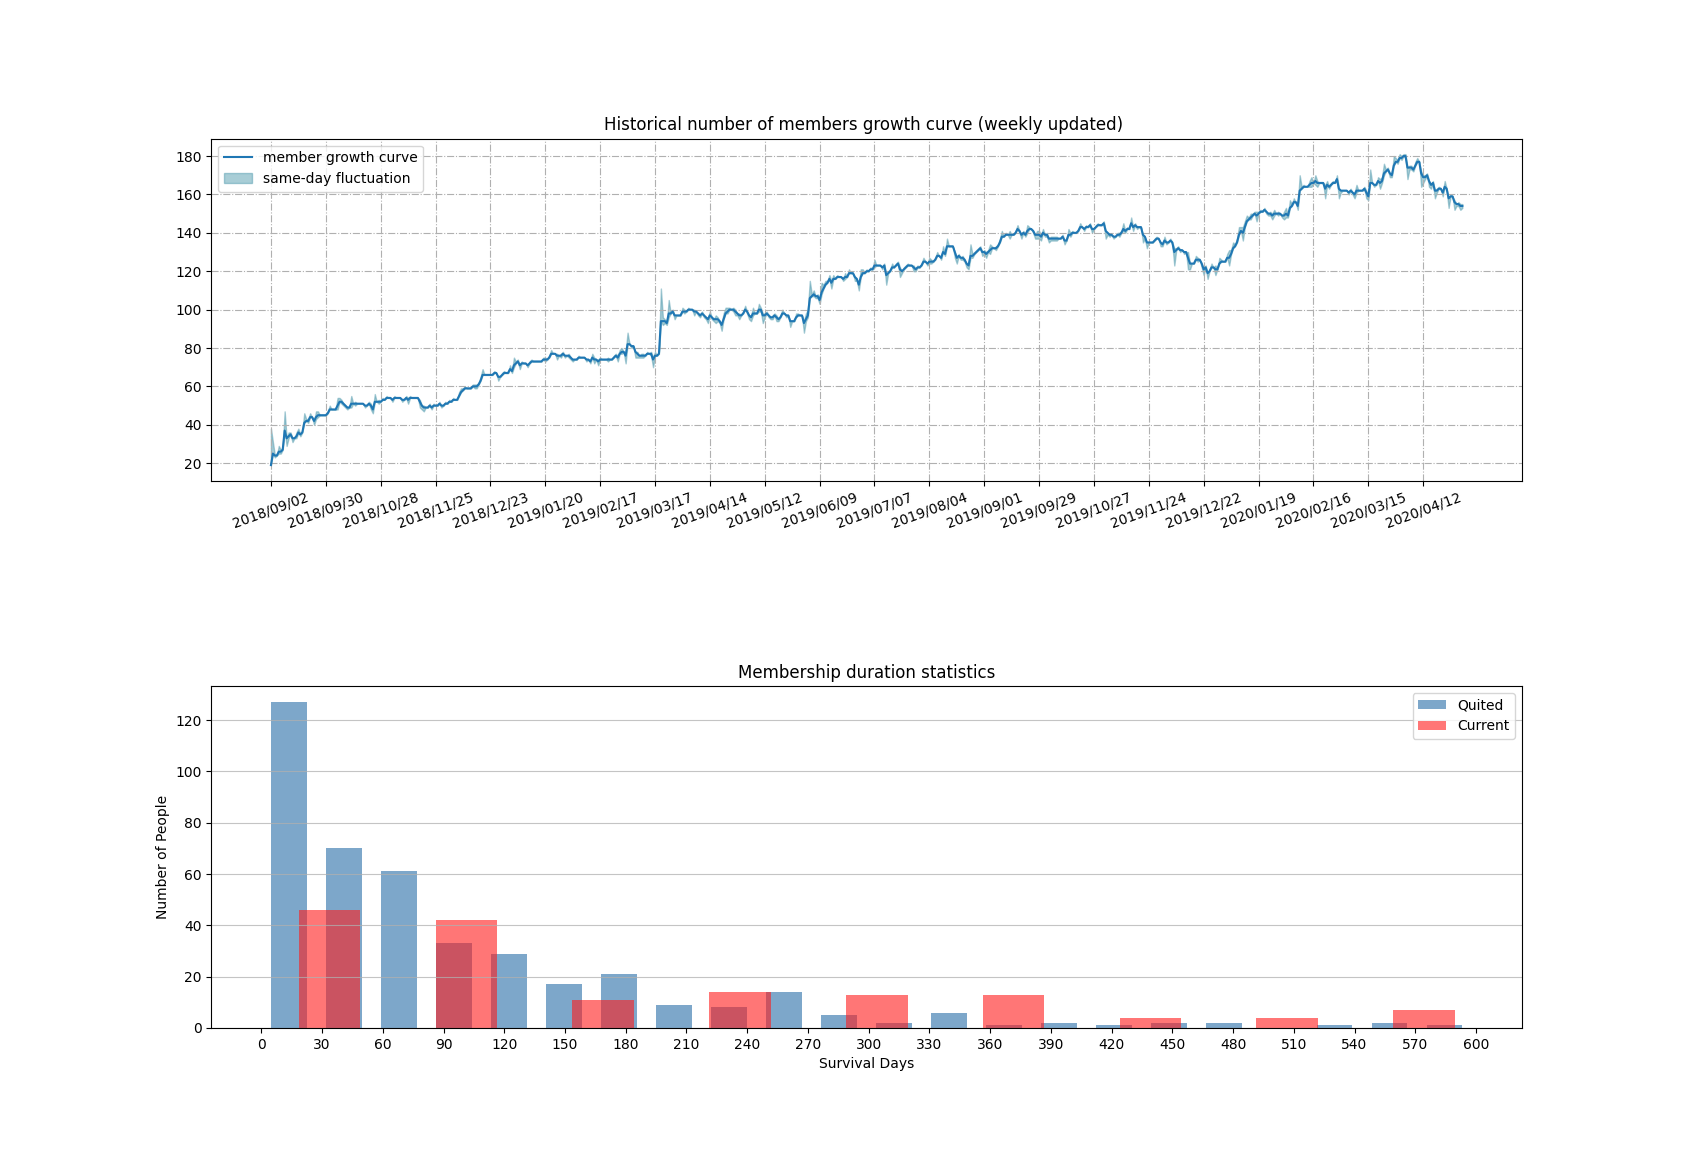 Historical number of members growth curve (weekly updated)
member growth curve
same-day fluctuation
180
160
140
120
100
80
60
40
20
2018/09/02 2018/09/30 2018/10/28 2018/11/25 2018/12/23 2019/01/20 2019/02/17 2019/03/17 2019/04/14 2019/05/12 2019/06/09 2019/07/07 2019/08/04 2019/09/01 2019/09/29 2019/10/27 2019/11/24 2019/12/22 2020/01/19 2020/02/16 2020/03/15 2020/04/12
Membership duration statistics
Quited
Current
Number of People
120
100
80
60
40
20
0
0 30 60 90 120 150 180 210 240 270 300 330 360 390 420 450 480 510 540 570 600
Survival Days